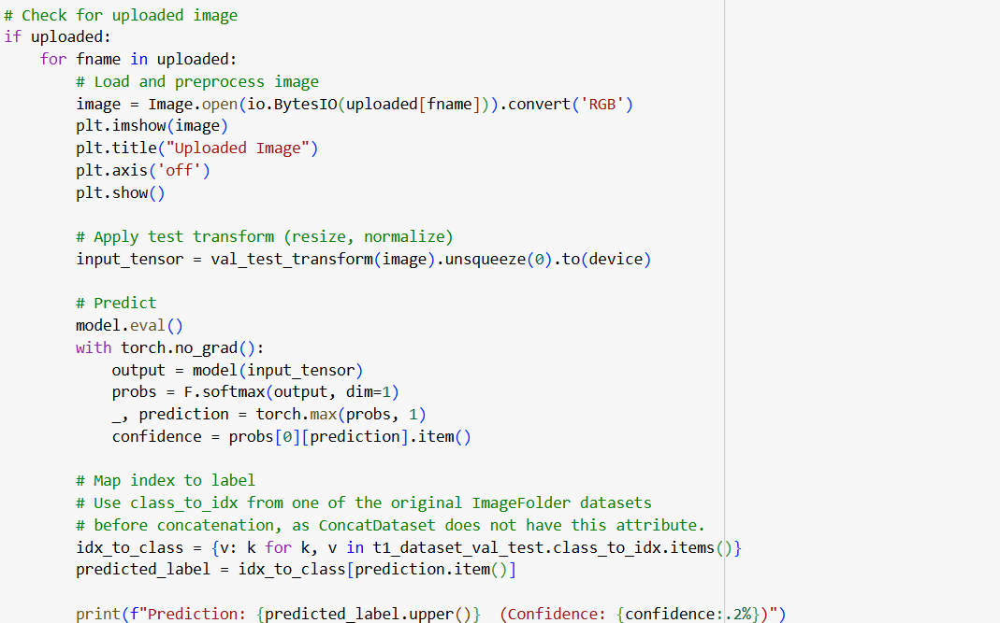 # Check for uploaded image
if uploaded:
    for fname in uploaded:
        # Load and preprocess image
        image = Image.open(io.BytesIO(uploaded[fname])).convert('RGB')
        plt.imshow(image)
        plt.title("Uploaded Image")
        plt.axis('off')
        plt.show()

        # Apply test transform (resize, normalize)
        input_tensor = val_test_transform(image).unsqueeze(0).to(device)

        # Predict
        model.eval()
        with torch.no_grad():
            output = model(input_tensor)
            probs = F.softmax(output, dim=1)
            _, prediction = torch.max(probs, 1)
            confidence = probs[0][prediction].item()

        # Map index to label
        # Use class_to_idx from one of the original ImageFolder datasets
        # before concatenation, as ConcatDataset does not have this attribute.
        idx_to_class = {v: k for k, v in t1_dataset_val_test.class_to_idx.items()}
        predicted_label = idx_to_class[prediction.item()]

        print(f"Prediction: {predicted_label.upper()}  (Confidence: {confidence:.2%})")